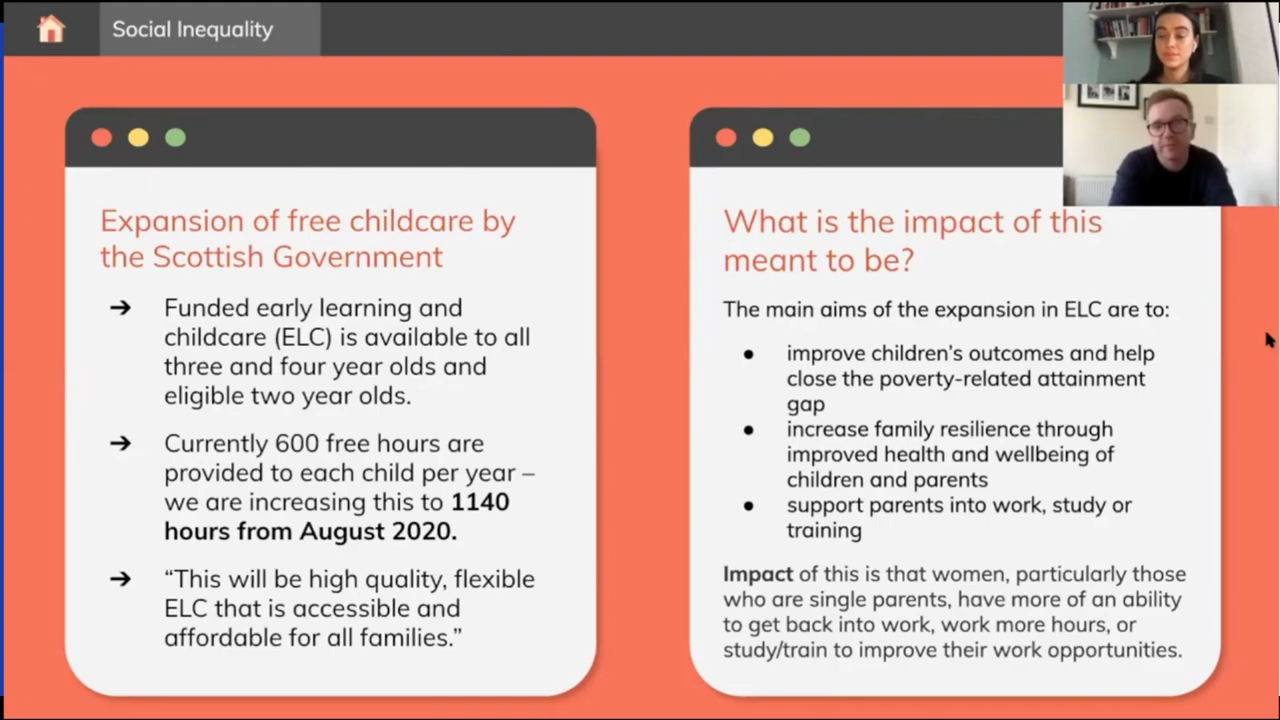 Social Inequality
Expansion of free childcare by
the Scottish Government
➔ Funded early learning and
childcare (ELC) is available to all
three and four year olds and
eligible two year olds.
➔ Currently 600 free hours are
provided to each child per year –
we are increasing this to 1140
hours from August 2020.
➔ “This will be high quality, flexible
ELC that is accessible and
affordable for all families.”
What is the impact of this
meant to be?
The main aims of the expansion in ELC are to:
● improve children’s outcomes and help
close the poverty-related attainment
gap
● increase family resilience through
improved health and wellbeing of
children and parents
● support parents into work, study or
training
Impact of this is that women, particularly those
who are single parents, have more of an ability
to get back into work, work more hours, or
study/train to improve their work opportunities.